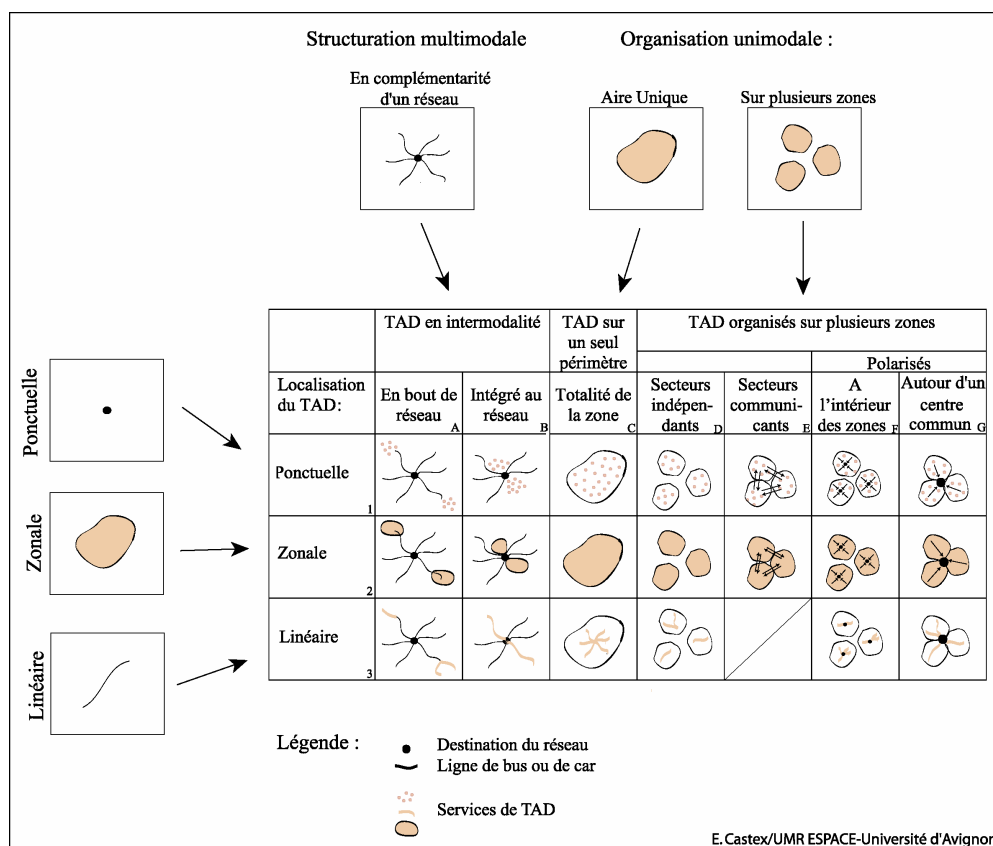 Structuration multimodale
Organisation unimodale :
En complémentarité
d'un réseau
Aire Unique
Sur plusieurs zones
Ponctuelle
Zonale
Linéaire
TAD en intermodalité
TAD sur
un seul
périmètre
TAD organisés sur plusieurs zones
Polarisés
Localisation
du TAD:
En bout de
réseau A
Intégré au
réseau B
Totalité de
la zone C
Secteurs
indépen-
dants D
Secteurs
communi-
cants E
A
l'intérieur
des zones F
Autour d'un
centre
commun G
Ponctuelle
1
Zonale
2
Linéaire
3
Légende :
Destination du réseau
Ligne de bus ou de car
Services de TAD
E. Castex/UMR ESPACE-Université d'Avignon